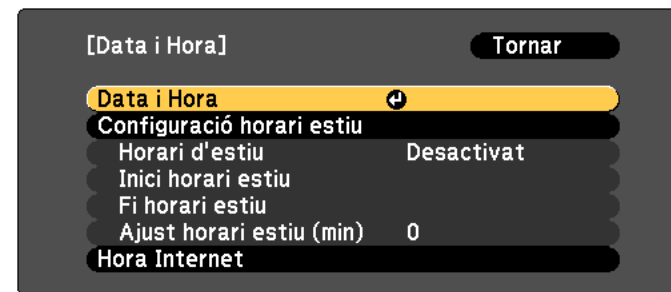 [Data i Hora] Tornar
Data i Hora
Configuració horari estiu
Horari d'estiu Desactivat
Inici horari estiu
Fi horari estiu
Ajust horari estiu (min) 0
Hora Internet